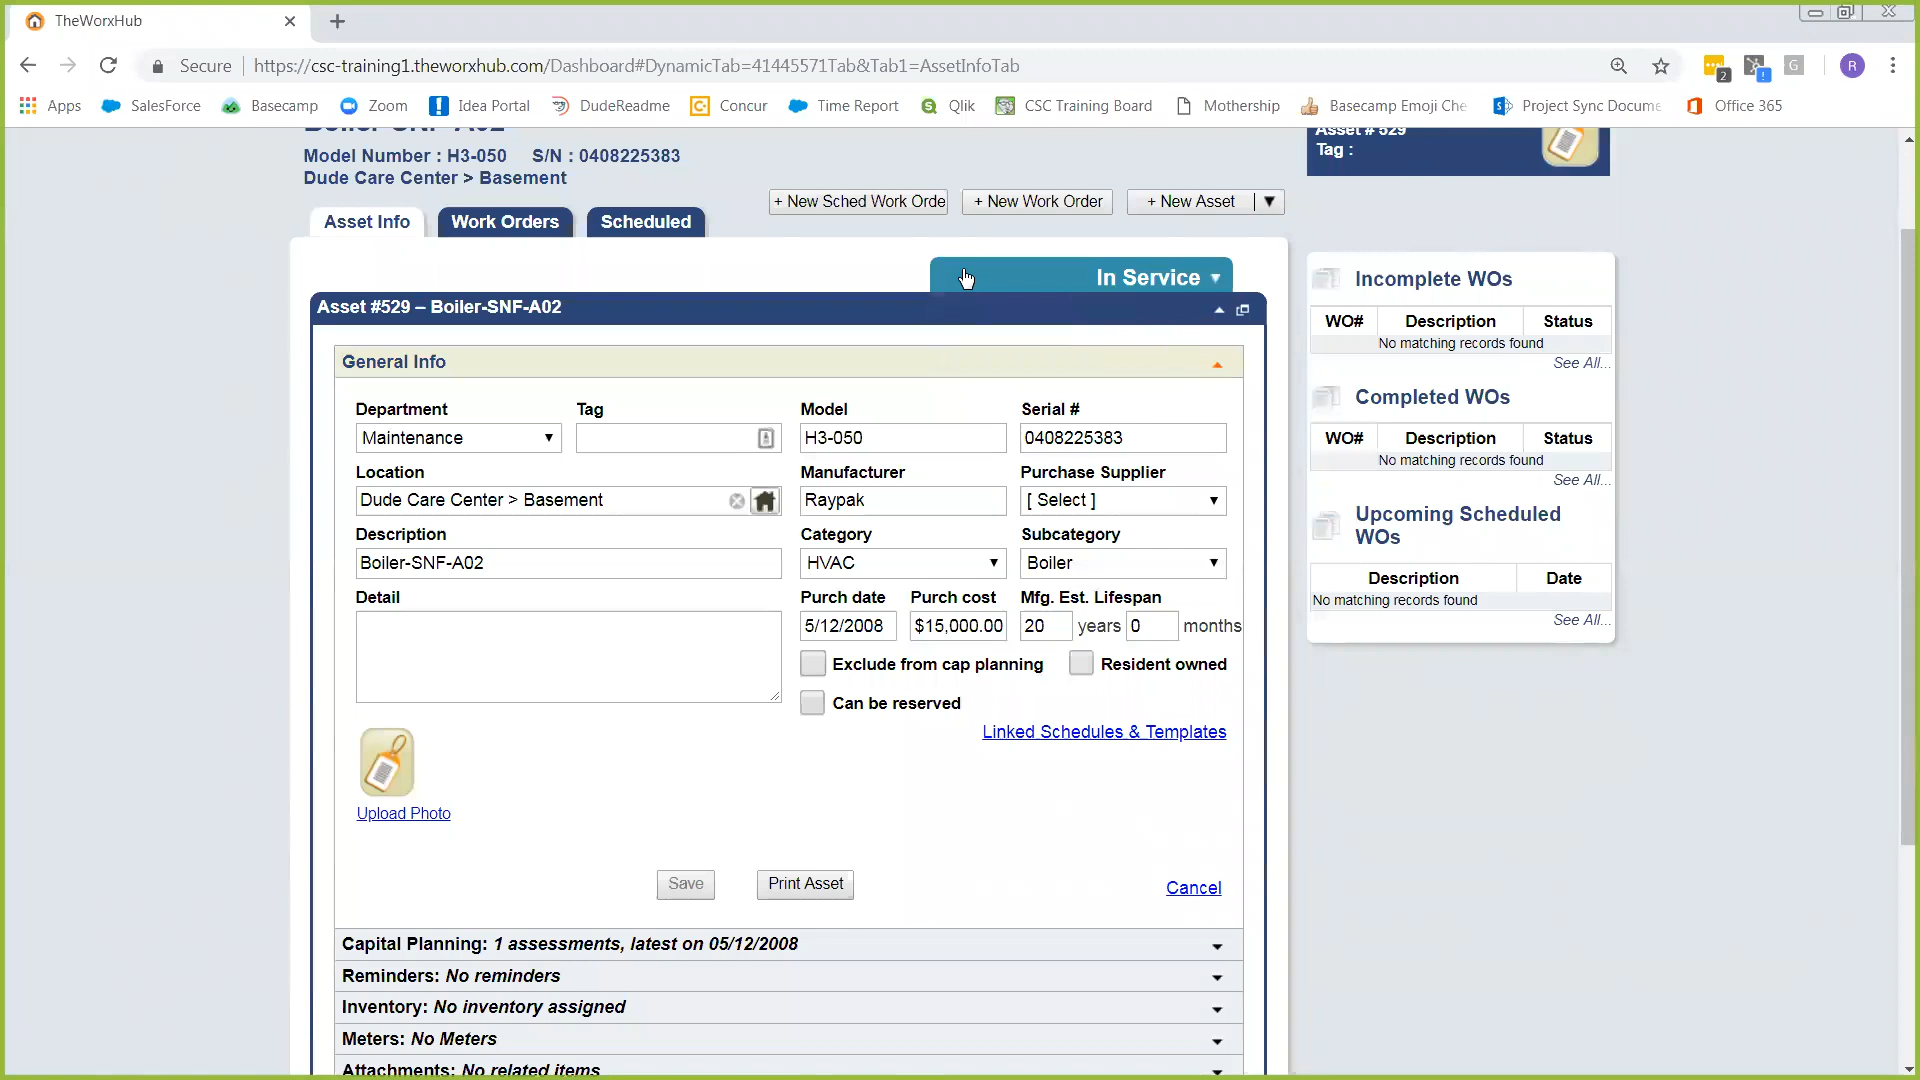 TheWorxHub
Secure https://csc-training1.theworxhub.com/Dashboard#DynamicTab=41445571Tab&Tab1=AssetInfoTab
2 ! G R
Apps SalesForce Basecamp Zoom Idea Portal DudeReadme Concur Time Report Qlik CSC Training Board Mothership Basecamp Emoji Che Project Sync Docume Office 365
Boiler-SNF-A02
Model Number : H3-050 S/N : 0408225383
Dude Care Center > Basement
Asset # 529
Tag :
+ New Sched Work Orde + New Work Order + New Asset
Asset Info Work Orders Scheduled
In Service
Asset #529 – Boiler-SNF-A02
General Info
Department Tag Model Serial #
Maintenance H3-050 0408225383
Location Manufacturer Purchase Supplier
Dude Care Center > Basement Raypak [ Select ]
Description Category Subcategory
Boiler-SNF-A02 HVAC Boiler
Detail Purch date Purch cost Mfg. Est. Lifespan
5/12/2008 $15,000.00 20 years 0 months
Exclude from cap planning Resident owned
Can be reserved
Linked Schedules & Templates
Upload Photo
Save Print Asset Cancel
Capital Planning: 1 assessments, latest on 05/12/2008
Reminders: No reminders
Inventory: No inventory assigned
Meters: No Meters
Attachments: No related items
Incomplete WOs
WO# Description Status
No matching records found
See All...
Completed WOs
WO# Description Status
No matching records found
See All...
Upcoming Scheduled
WOs
Description Date
No matching records found
See All...